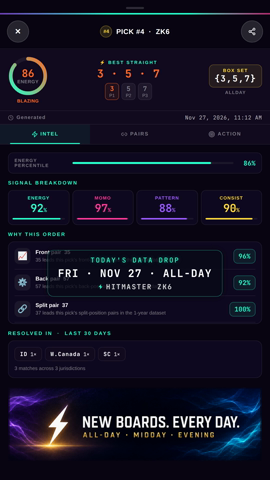 #4 PICK #4 · ZK6
86
ENERGY
BLAZING
⚡ BEST STRAIGHT
3 · 5 · 7
3 5 7
P1 P2 P3
BOX SET
{3,5,7}
ALLDAY
Generated
Nov 27, 2026, 11:12 AM
INTEL
PAIRS
ACTION
ENERGY
PERCENTILE
86%
SIGNAL BREAKDOWN
ENERGY
92%
MOMO
97%
PATTERN
88%
CONSIST
90%
WHY THIS ORDER
Front pair
96%
TODAY'S DATA DROP
FRI · NOV 27 · ALL-DAY
⚡ HITMASTER ZK6
92%
Split pair 37
37 leads this pick's split-position pairs in the 1-year dataset
100%
RESOLVED IN · LAST 30 DAYS
ID 1×
W.Canada 1×
SC 1×
3 matches across 3 jurisdictions
NEW BOARDS. EVERY DAY.
ALL-DAY · MIDDAY · EVENING